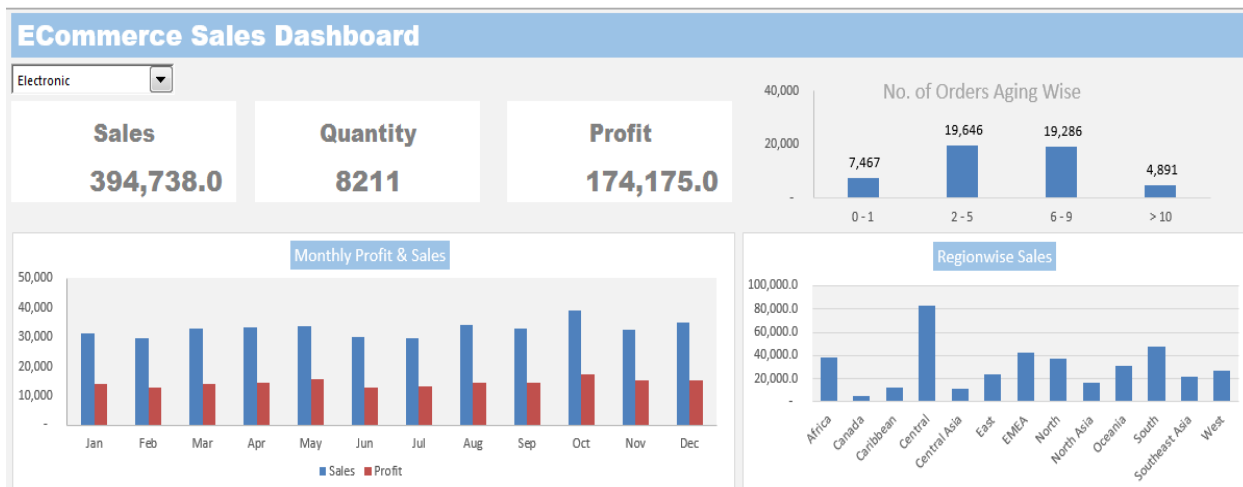 ECommerce Sales Dashboard
Electronic
Sales
394,738.0
Quantity
8211
Profit
174,175.0
No. of Orders Aging Wise
40,000
20,000
-
7,467
19,646
19,286
4,891
0 - 1
2 - 5
6 - 9
> 10
Monthly Profit & Sales
50,000
40,000
30,000
20,000
10,000
-
Jan
Feb
Mar
Apr
May
Jun
Jul
Aug
Sep
Oct
Nov
Dec
Sales
Profit
Regionwise Sales
100,000.0
80,000.0
60,000.0
40,000.0
20,000.0
-
Africa
Canada
Caribbean
Central
Central Asia
East
EMEA
North
North Asia
Oceania
South
Southeast Asia
West